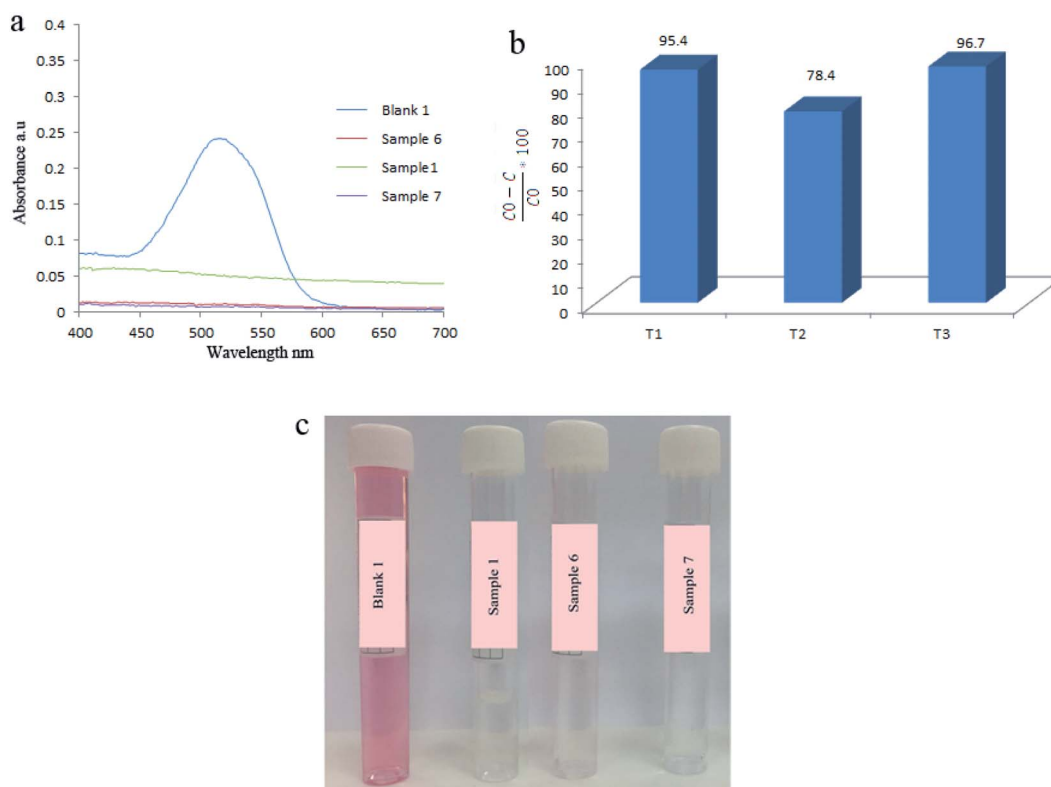 a
0.4
0.35
0.3
0.25
0.2
0.15
0.1
0.05
0
400 450 500 550 600 650 700
Absorbance a.u
Wavelength nm
Blank 1
Sample 6
Sample1
Sample 7
b
95.4
78.4
96.7
100
90
80
70
60
50
40
30
20
10
0
C0 − C
C0
* 100
T1 T2 T3
c
Blank 1
Sample 1
Sample 6
Sample 7